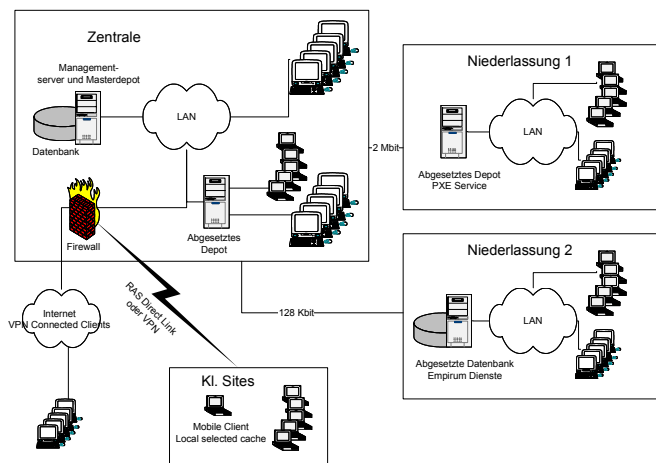 Zentrale
Management-
server und Masterdepot
LAN
Datenbank
Firewall
Abgesetztes
Depot
2 Mbit
Niederlassung 1
LAN
Abgesetztes Depot
PXE Service
Niederlassung 2
128 Kbit
LAN
Abgesetzte Datenbank
Empirum Dienste
Internet
VPN Connected Clients
RAS Direct Link
oder VPN
Kl. Sites
Mobile Client
Local selected cache